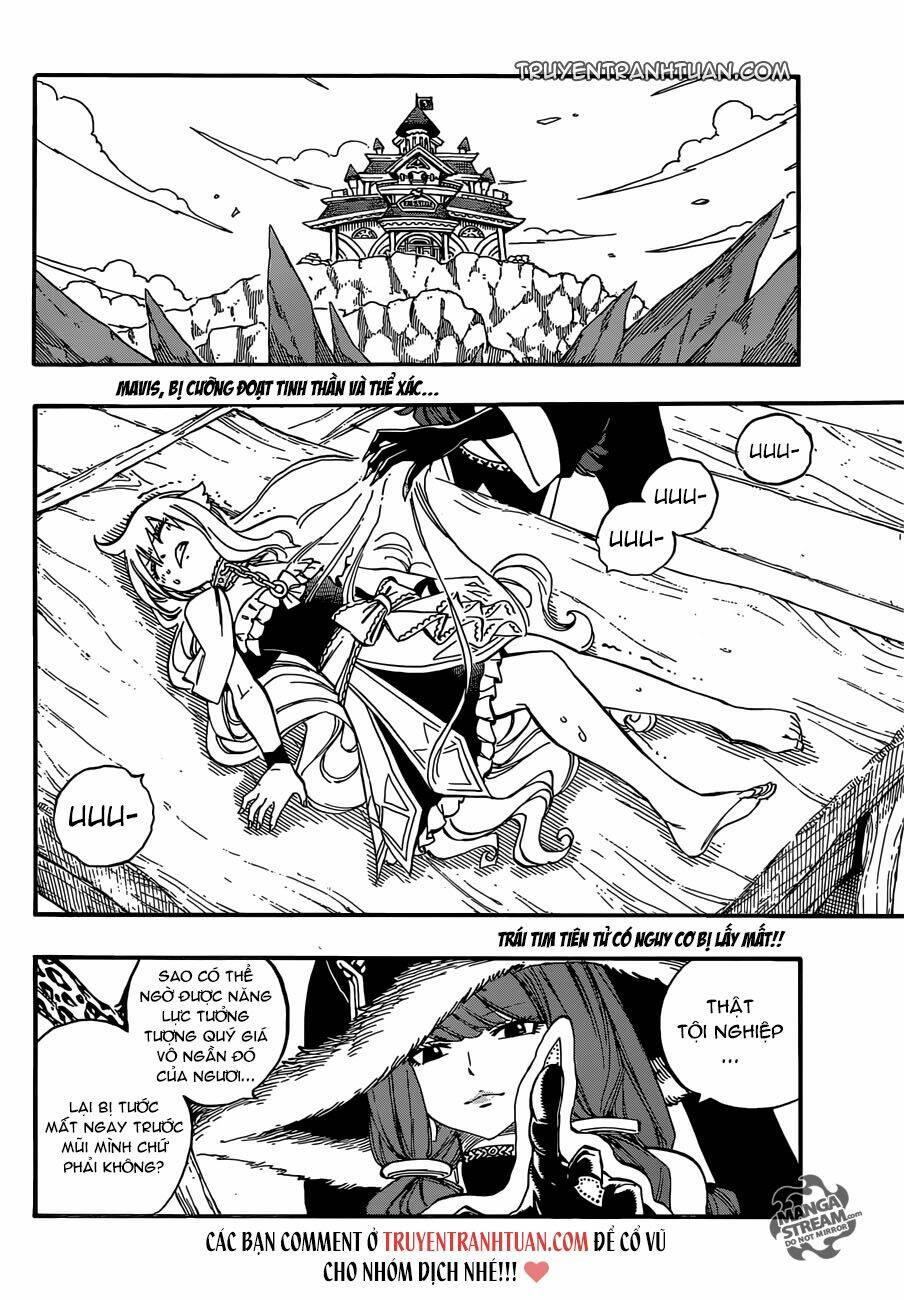 TRUYENTRANHTUAN.COM
MAVIS, BỊ CƯỠNG ĐOẠT TINH THẦN VÀ THỂ XÁC...
UUU-
UUU-
UUU-
UUU-
TRÁI TIM TIÊN TỬ CÓ NGUY CƠ BỊ LẤY MẤT!!
THẬT
TỘI NGHIỆP
...
SAO CÓ THỂ
NGỜ ĐƯỢC NĂNG
LỰC TƯỞNG
TƯỢNG QUÝ GIÁ
VÔ NGẦN ĐÓ
CỦA NGƯƠI...
LẠI BỊ TƯỚC
MẤT NGAY TRƯỚC
MŨI MÌNH CHỨ
PHẢI KHÔNG?
MANGA
STREAM.com
DO NOT MIRROR
CÁC BẠN COMMENT Ở TRUYENTRANHTUAN.COM ĐỂ CỔ VŨ
CHO NHÓM DỊCH NHÉ!!! ♥